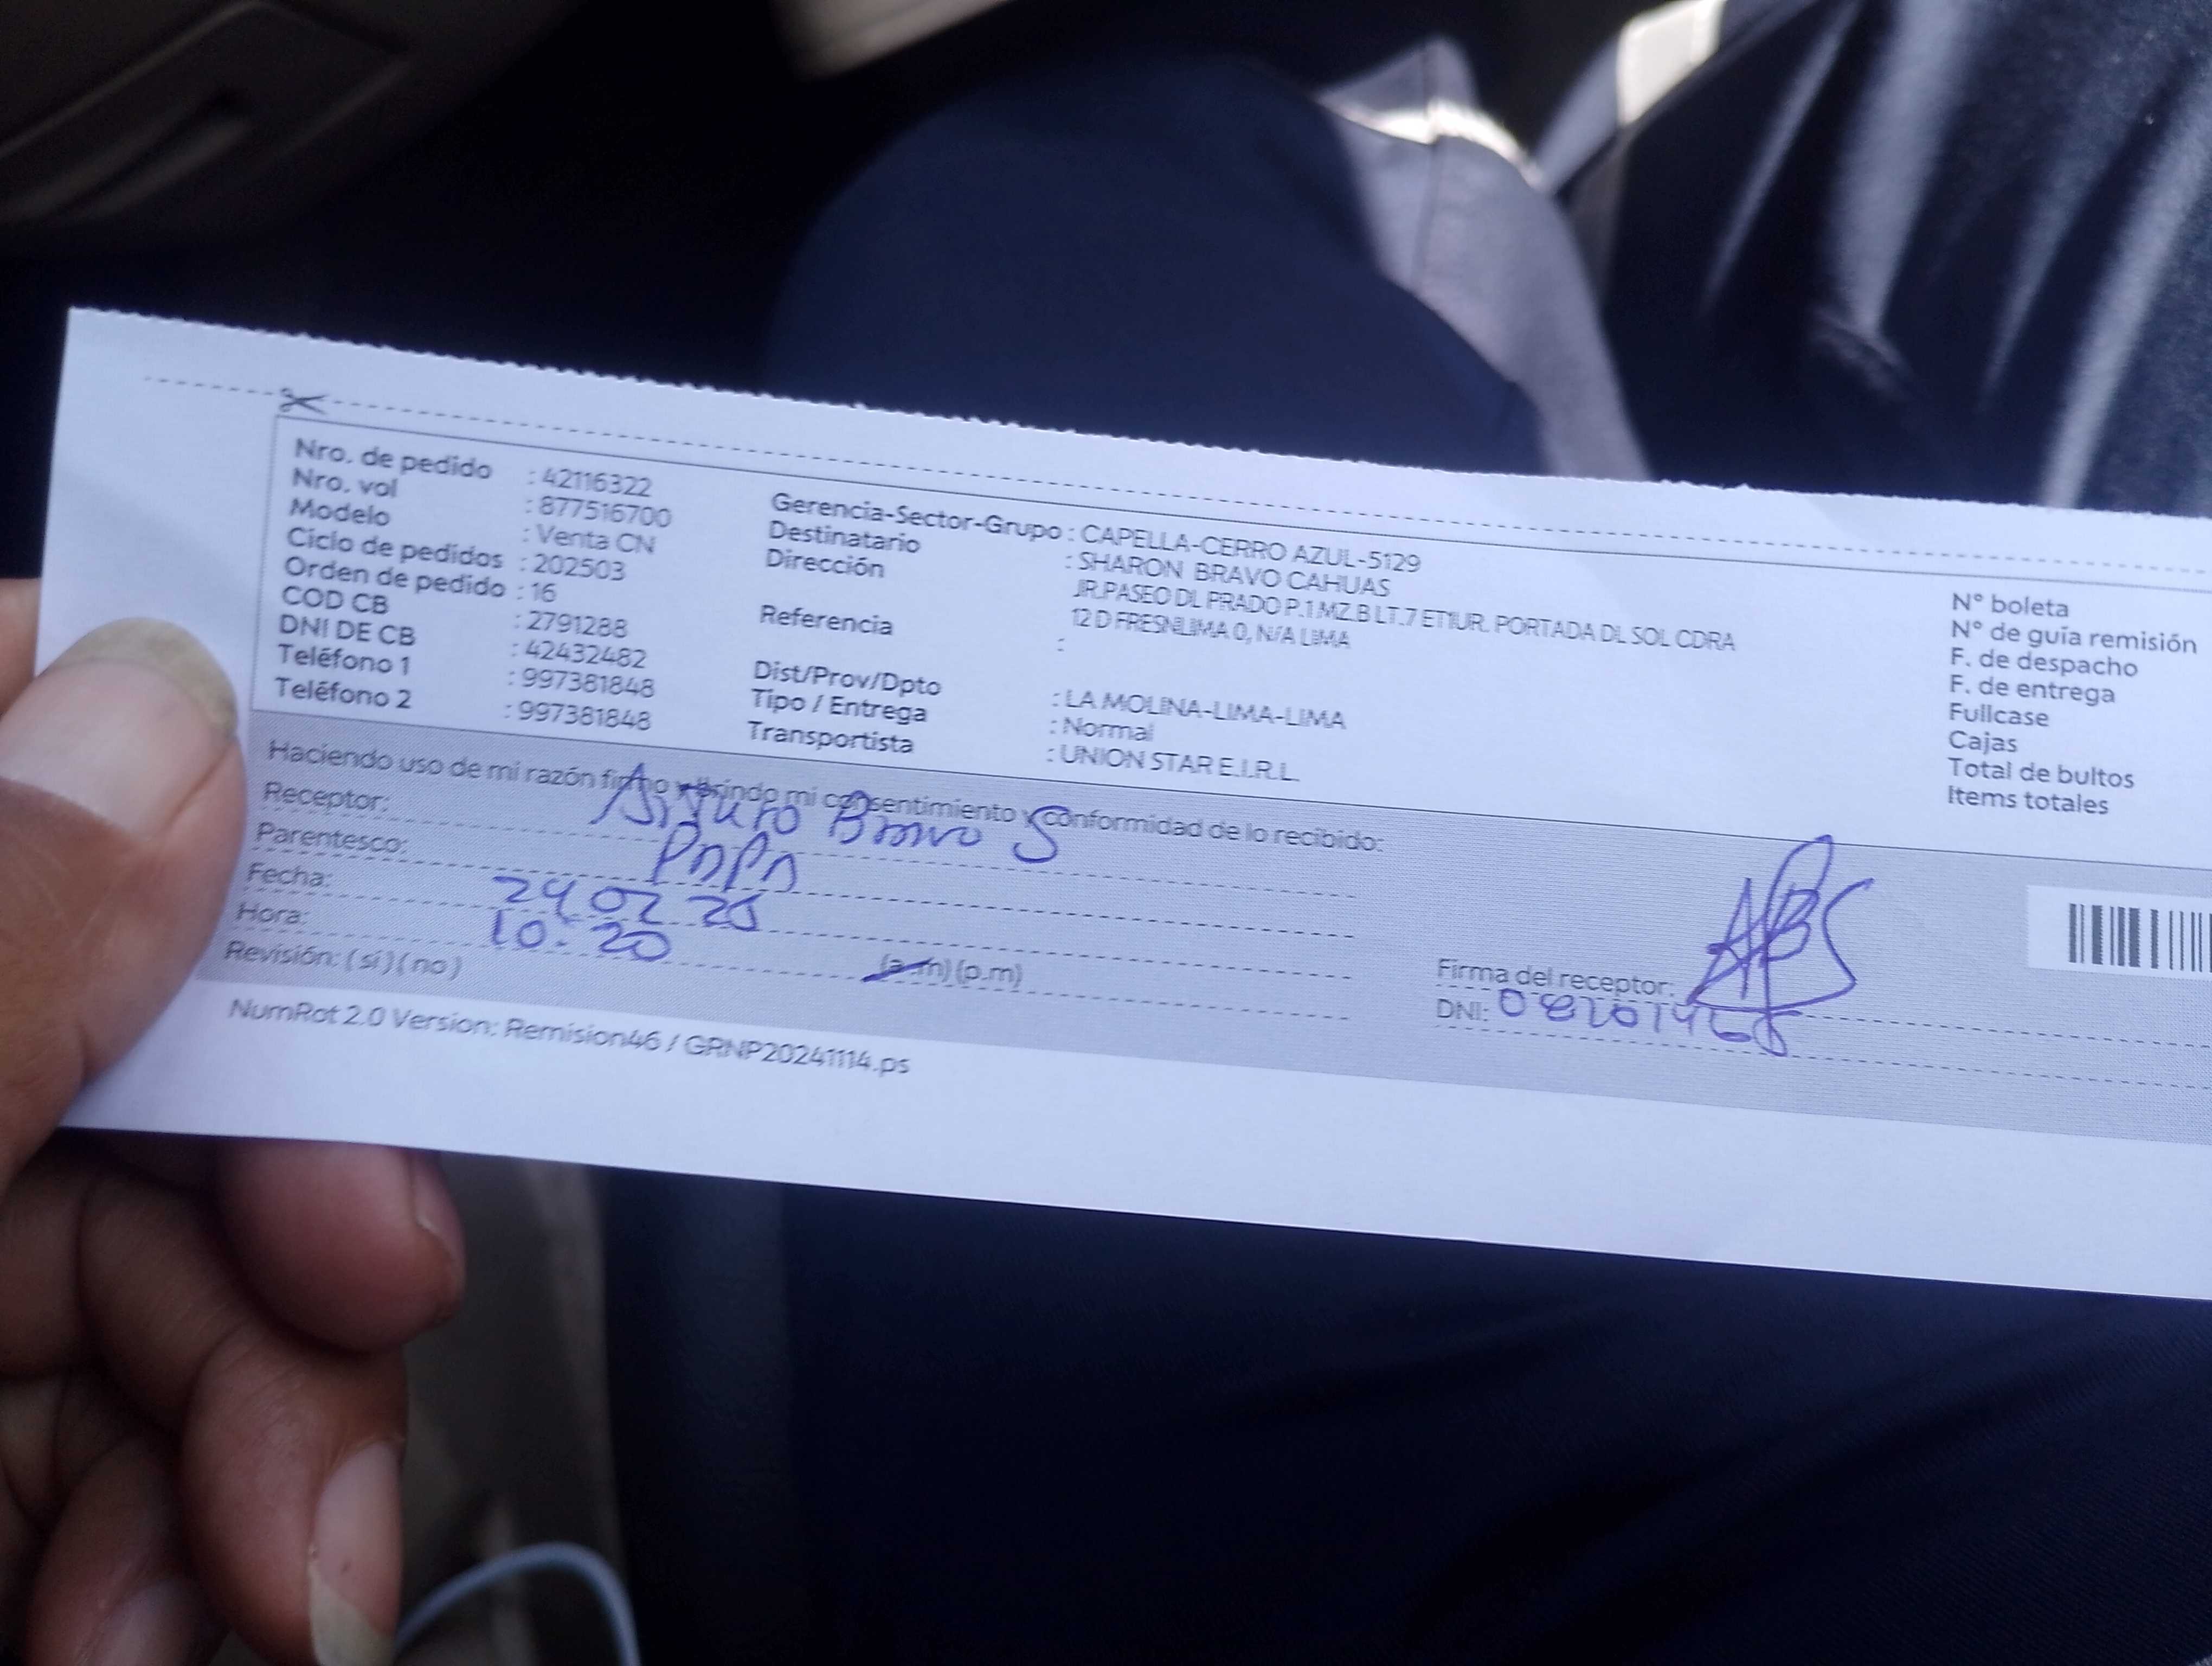 Nro. de pedido : 42116322
Nro. vol : 877516700
Modelo : Venta CN
Ciclo de pedidos : 202503
Orden de pedido : 16
COD CB : 2791288
DNI DE CB : 42432482
Teléfono 1 : 997381848
Teléfono 2 : 997381848
Gerencia-Sector-Grupo : CAPELLA-CERRO AZUL-5129
Destinatario : SHARON BRAVO CAHUAS
Dirección JR.PASEO DL PRADO P.1 MZ.B LT.7 ET1UR. PORTADA DL SOL CDRA
12 D FRESNLIMA 0, N/A LIMA
Referencia :
Dist/Prov/Dpto : LA MOLINA-LIMA-LIMA
Tipo / Entrega : Normal
Transportista : UNION STAR E.I.R.L.
N° boleta
N° de guía remisión
F. de despacho
F. de entrega
Fullcase
Cajas
Total de bultos
Items totales
Haciendo uso de mi razón firmo y brindo mi consentimiento y conformidad de lo recibido:
Receptor: Arturo Bravo S
Parentesco: PAPA
Fecha: 24 02 25
Hora: 10:20 (a.m) (p.m)
Revisión: ( sí ) ( no )
Firma del receptor: ABS
DNI:
NumRot 2.0 Version: Remision46 / GRNP20241114.ps